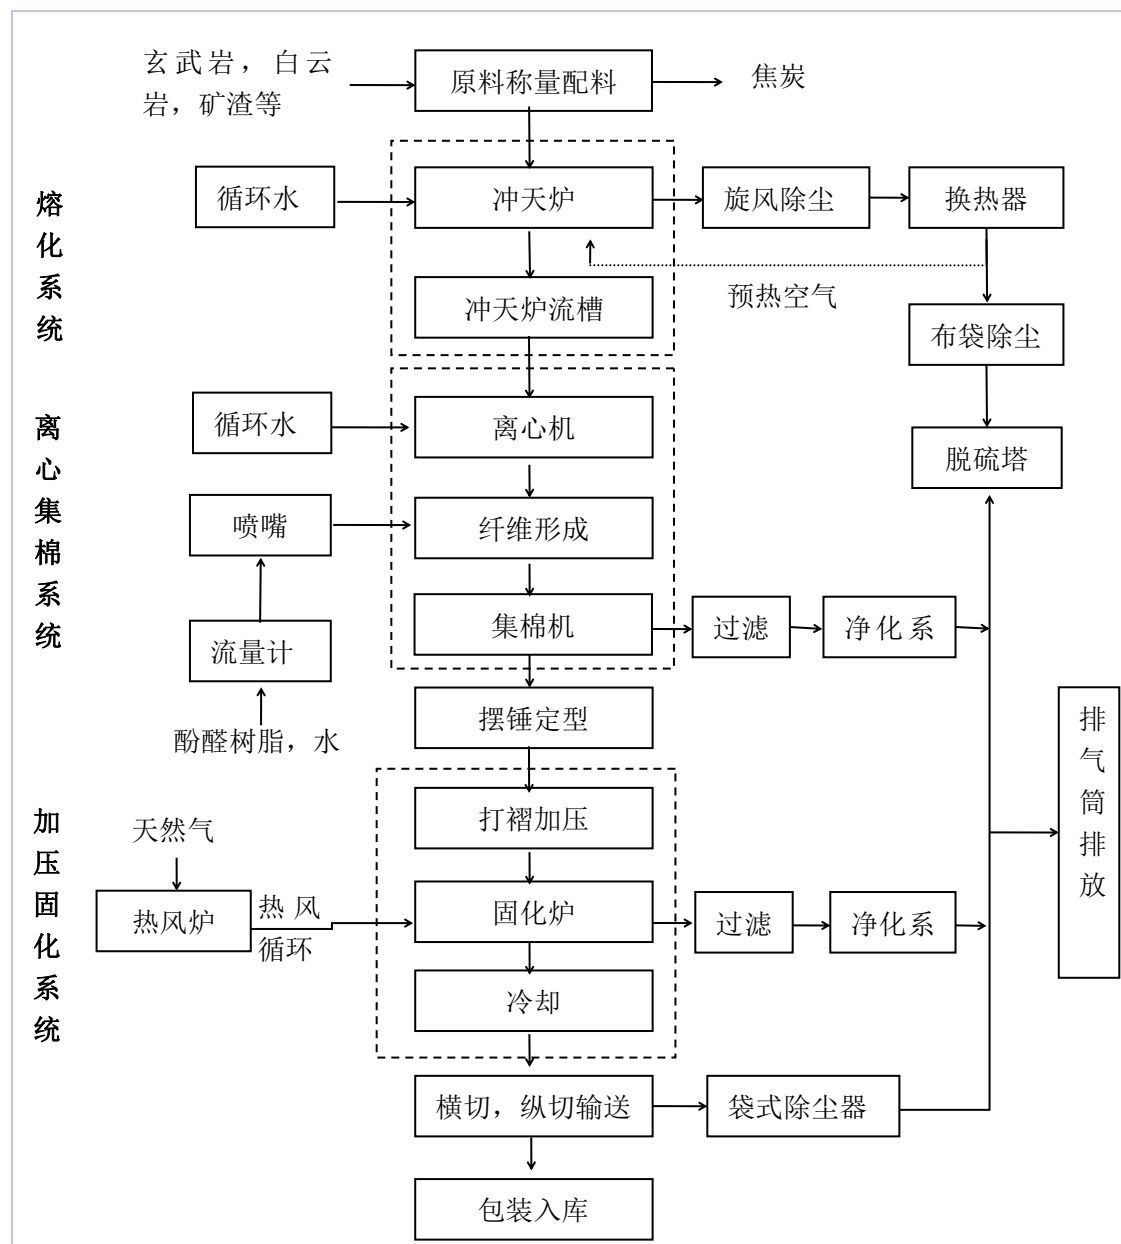 玄武岩，白云
岩，矿渣等
原料称量配料
焦炭
熔化系统
循环水
冲天炉
旋风除尘
换热器
预热空气
冲天炉流槽
布袋除尘
离心集棉系统
循环水
离心机
脱硫塔
喷嘴
纤维形成
集棉机
过滤
净化系
流量计
酚醛树脂，水
摆锤定型
排气筒排放
加压固化系统
打褶加压
天然气
热风炉
热风
循环
固化炉
过滤
净化系
冷却
横切，纵切输送
袋式除尘器
包装入库